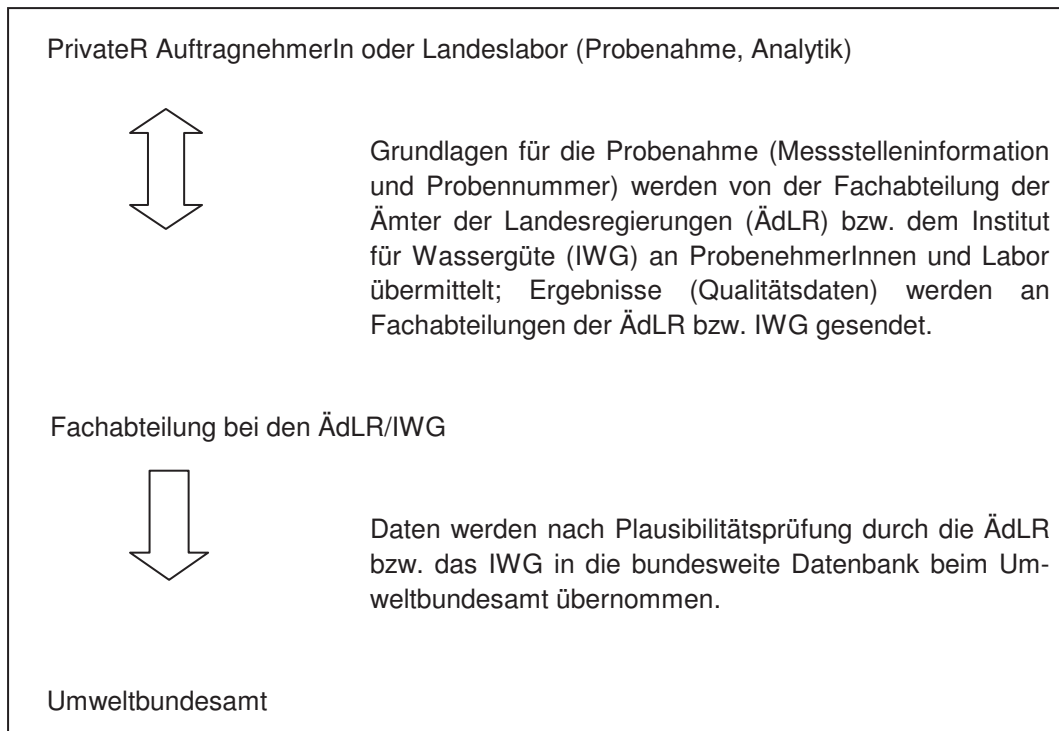 PrivateR AuftragnehmerIn oder Landeslabor (Probenahme, Analytik)
Grundlagen für die Probenahme (Messstelleninformation
und Probennummer) werden von der Fachabteilung der
Ämter der Landesregierungen (ÄdLR) bzw. dem Institut
für Wassergüte (IWG) an ProbenehmerInnen und Labor
übermittelt; Ergebnisse (Qualitätsdaten) werden an
Fachabteilungen der ÄdLR bzw. IWG gesendet.
Fachabteilung bei den ÄdLR/IWG
Daten werden nach Plausibilitätsprüfung durch die ÄdLR
bzw. das IWG in die bundesweite Datenbank beim Um-
weltbundesamt übernommen.
Umweltbundesamt